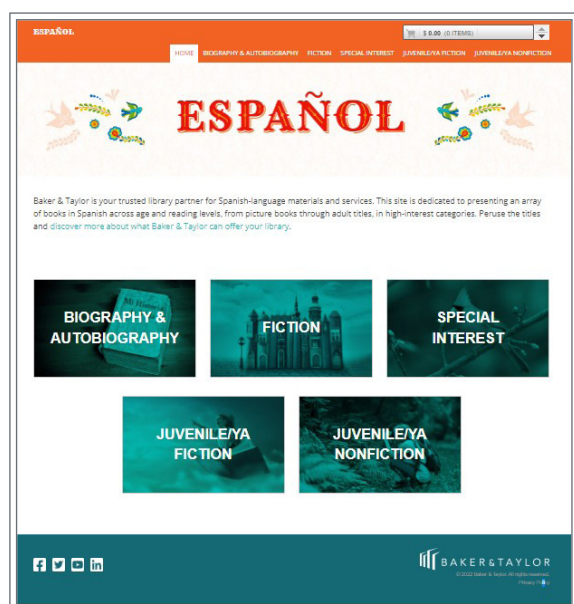 ESPAÑOL
$ 0.00 (0 ITEMS)
HOME BIOGRAPHY & AUTOBIOGRAPHY FICTION SPECIAL INTEREST JUVENILE/YA FICTION JUVENILE/YA NONFICTION
ESPAÑOL
Baker & Taylor is your trusted library partner for Spanish-language materials and services. This site is dedicated to presenting an array
of books in Spanish across age and reading levels, from picture books through adult titles, in high-interest categories. Peruse the titles
and discover more about what Baker & Taylor can offer your library.
BIOGRAPHY &
AUTOBIOGRAPHY
FICTION
SPECIAL
INTEREST
JUVENILE/YA
FICTION
JUVENILE/YA
NONFICTION
BAKER & TAYLOR
© 2022 Baker & Taylor. All rights reserved.
Privacy Policy